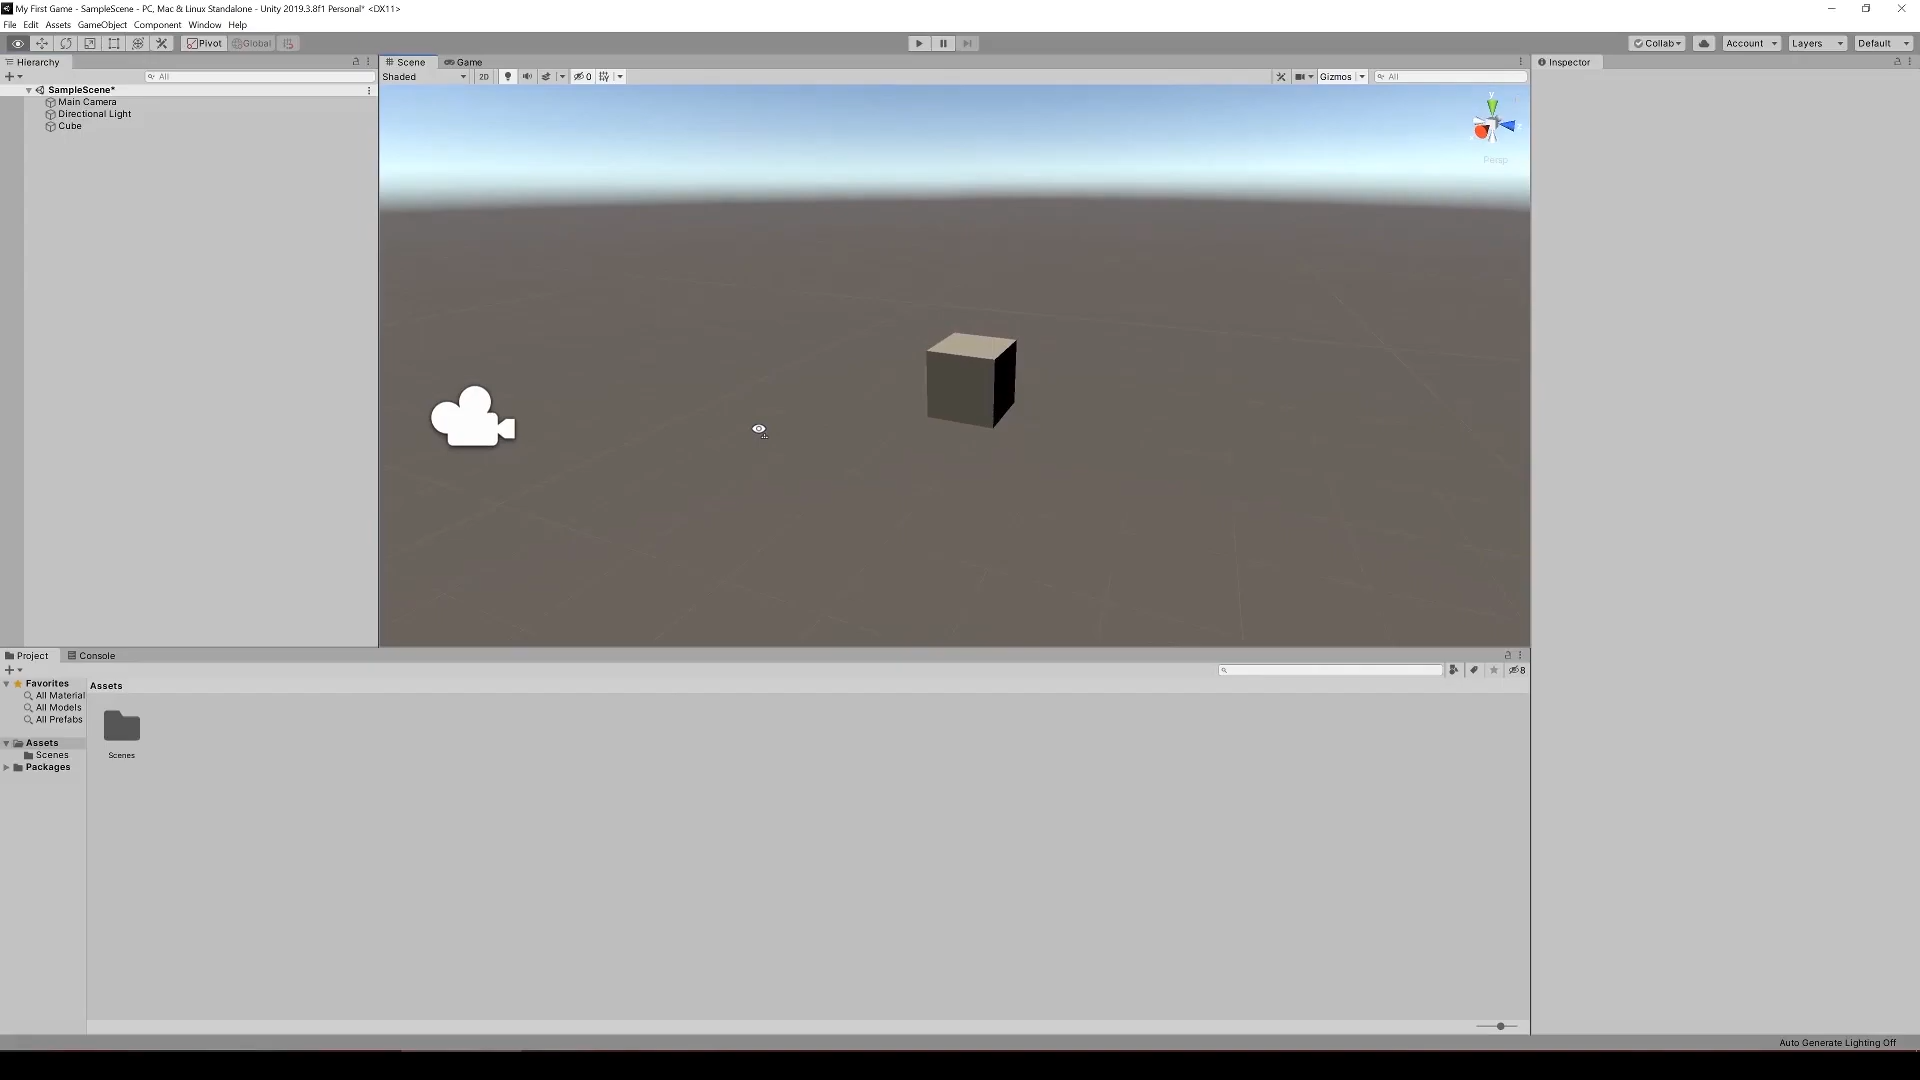 My First Game - SampleScene - PC, Mac & Linux Standalone - Unity 2019.3.8f1 Personal* <DX11>
File Edit Assets GameObject Component Window Help
Pivot Global Collab Account Layers Default
Hierarchy Scene Game Inspector
All Shaded 2D 0 Gizmos All
SampleScene*
Main Camera
Directional Light
Cube
y
Persp
Project Console
8
Favorites Assets
All Material
All Models
All Prefabs
Assets
Scenes Scenes
Packages
Auto Generate Lighting Off